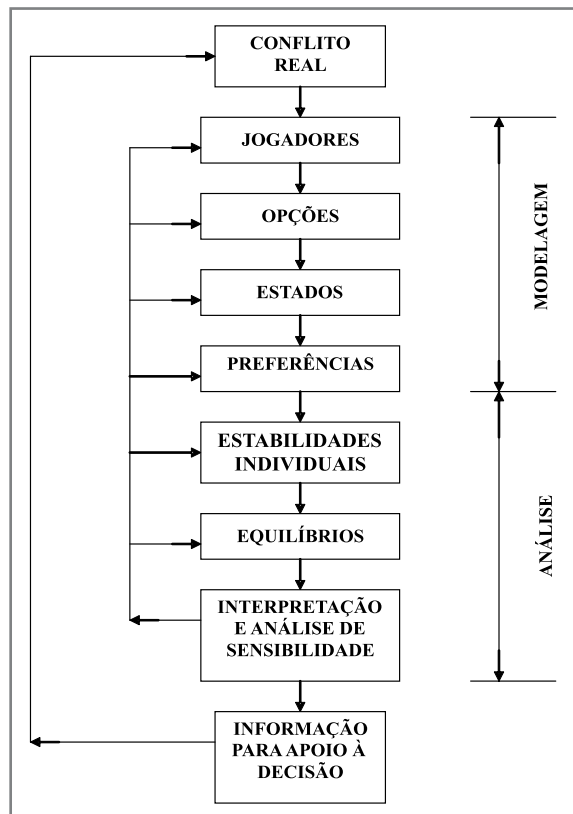 CONFLITO
REAL
JOGADORES
OPÇÕES
ESTADOS
PREFERÊNCIAS
MODELAGEM
ESTABILIDADES
INDIVIDUAIS
EQUILÍBRIOS
INTERPRETAÇÃO
E ANÁLISE DE
SENSIBILIDADE
ANÁLISE
INFORMAÇÃO
PARA APOIO À
DECISÃO